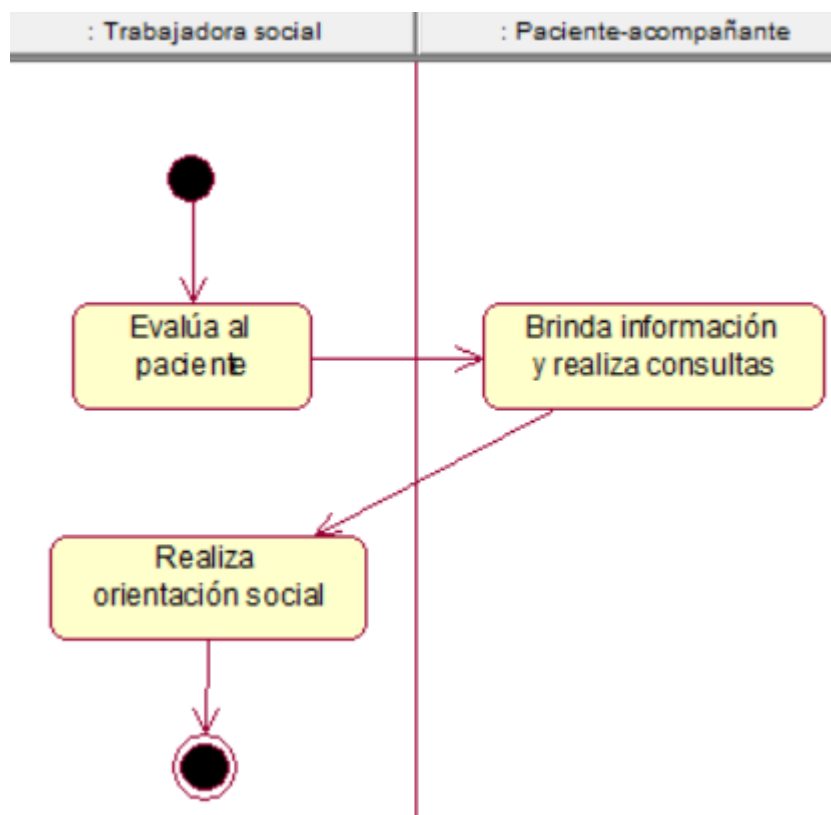 : Trabajadora social
: Paciente-acompañante
Evalúa al
paciente
Brinda información
y realiza consultas
Realiza
orientación social